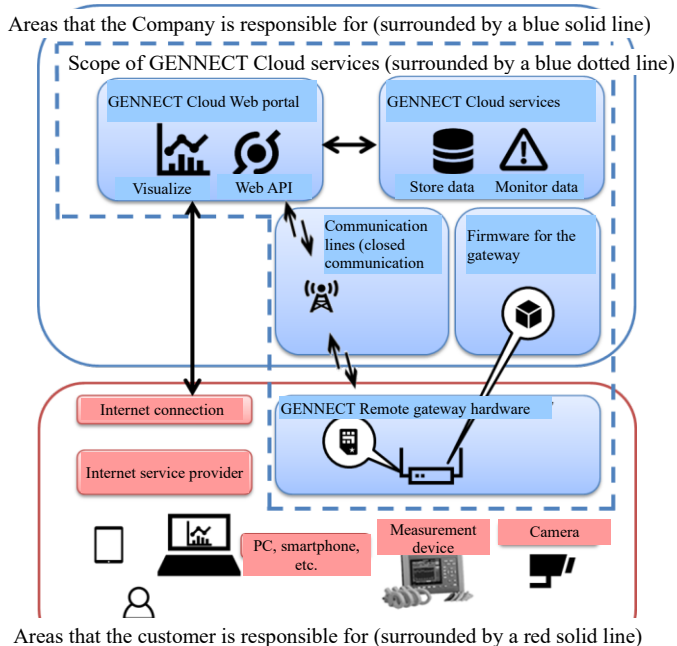 Areas that the Company is responsible for (surrounded by a blue solid line)
Scope of GENNECT Cloud services (surrounded by a blue dotted line)
GENNECT Cloud Web portal
Visualize
Web API
GENNECT Cloud services
Store data
Monitor data
Communication
lines (closed
communication
Firmware for the
gateway
GENNECT Remote gateway hardware
Internet connection
Internet service provider
PC, smartphone,
etc.
Measurement
device
Camera
Areas that the customer is responsible for (surrounded by a red solid line)